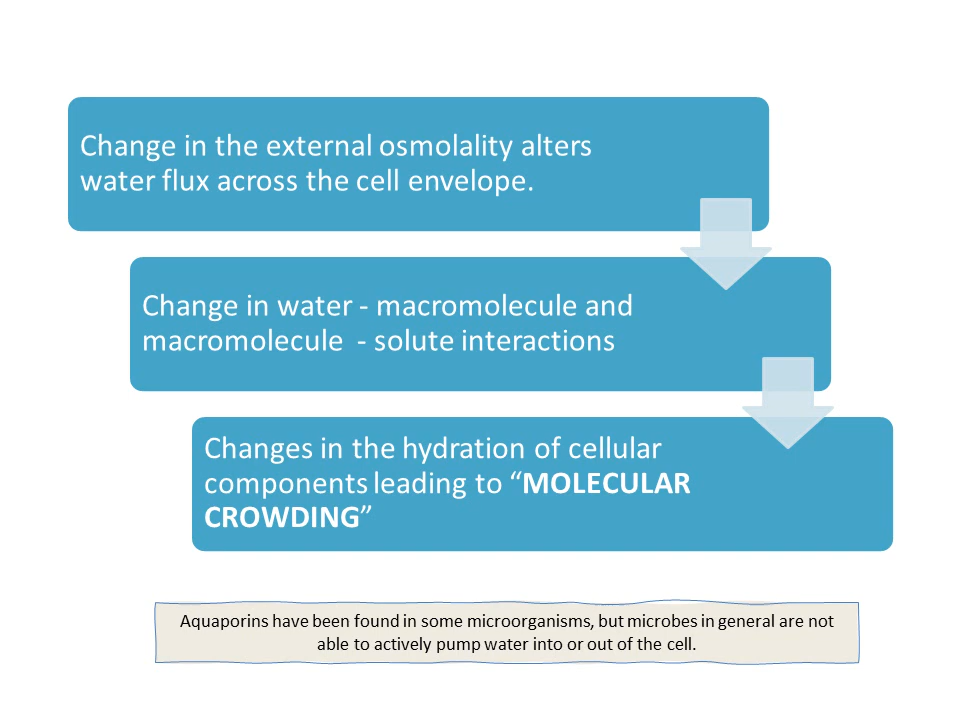 Change in the external osmolality alters
water flux across the cell envelope.
Change in water - macromolecule and
macromolecule  - solute interactions
Changes in the hydration of cellular
components leading to “MOLECULAR
CROWDING”
Aquaporins have been found in some microorganisms, but microbes in general are not
able to actively pump water into or out of the cell.